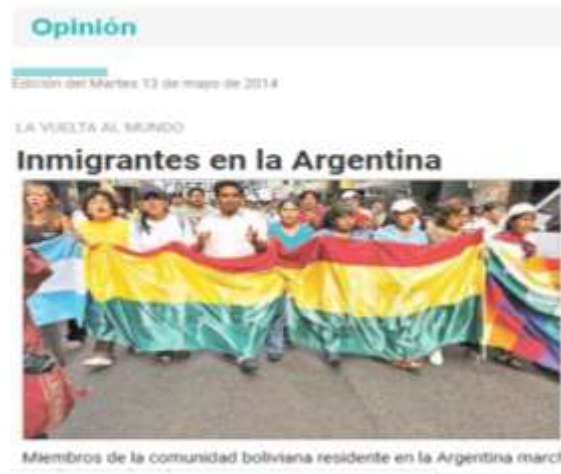 Opinión
Edición del Martes 13 de mayo de 2014
LA VUELTA AL MUNDO
Inmigrantes en la Argentina
Miembros de la comunidad boliviana residente en la Argentina march